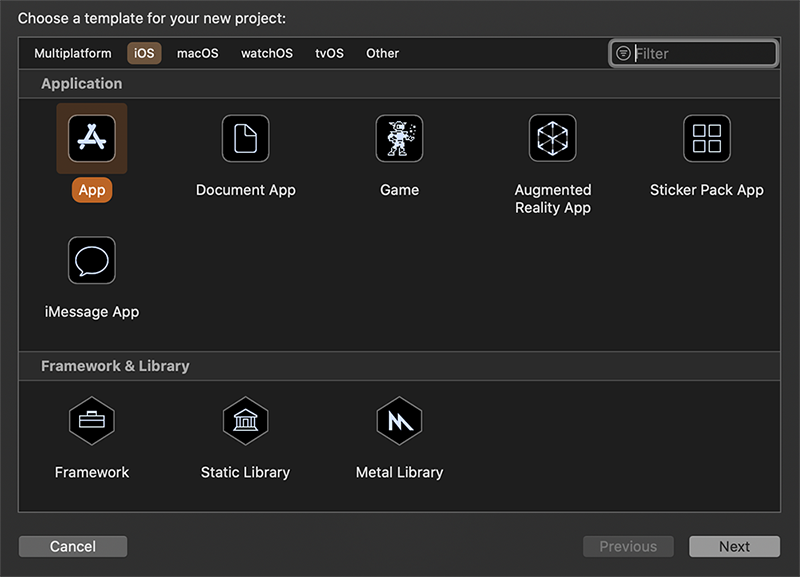 Choose a template for your new project:
Multiplatform iOS macOS watchOS tvOS Other Filter
Application
App Document App Game Augmented Reality App Sticker Pack App
iMessage App
Framework & Library
Framework Static Library Metal Library
Cancel Previous Next